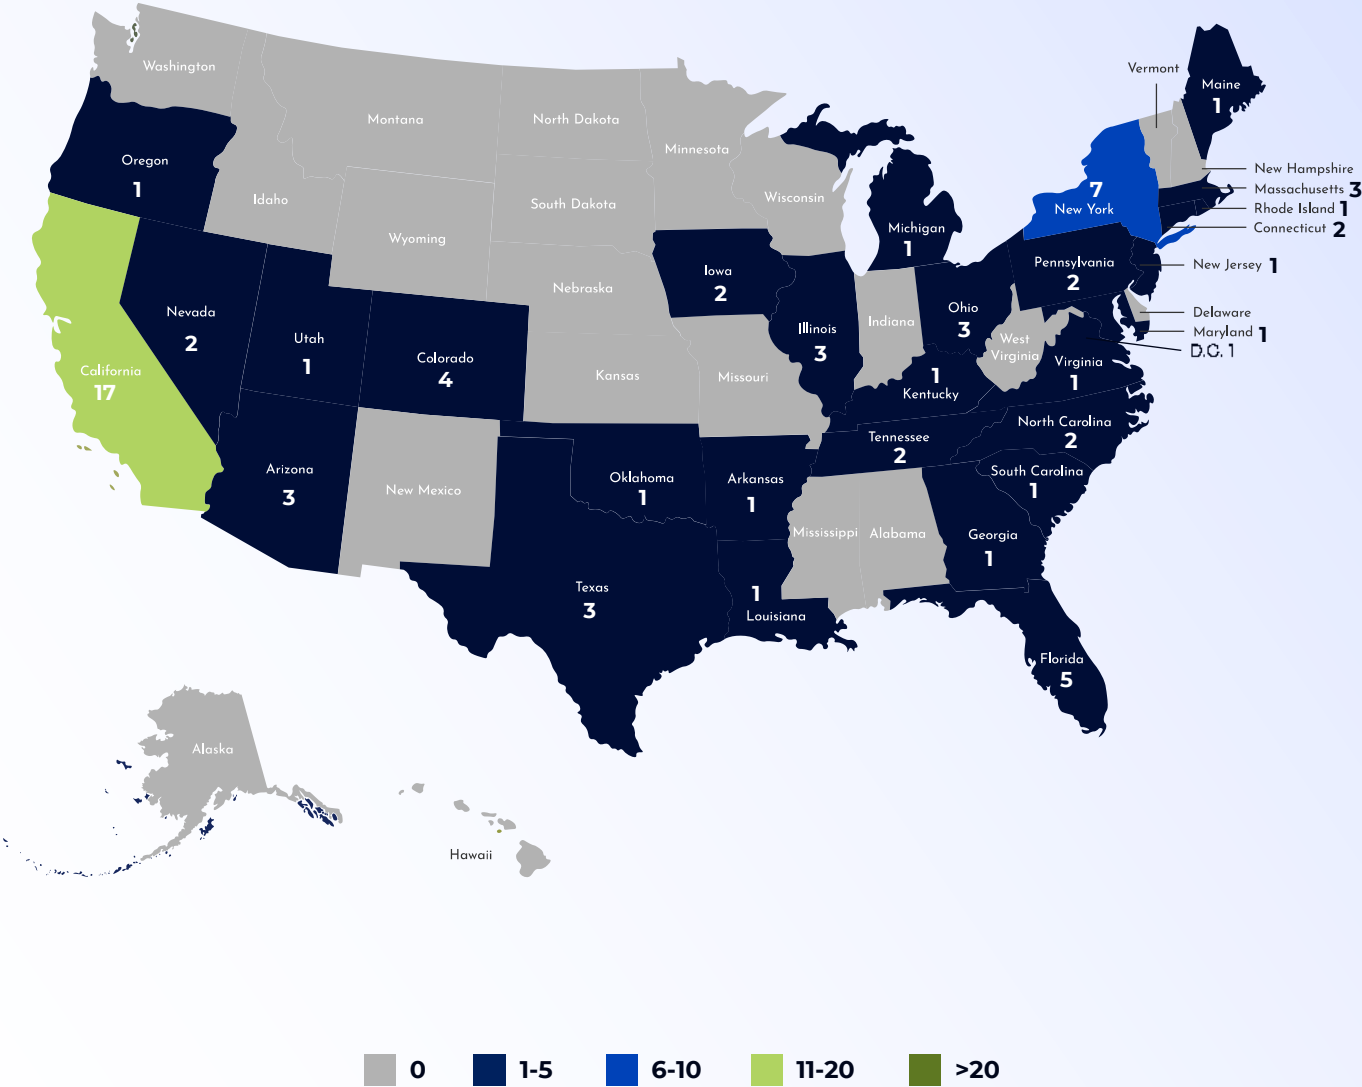 Washington
Montana
North Dakota
Minnesota
Vermont
Maine
1
Oregon
1
Idaho
Wyoming
South Dakota
Wisconsin
Michigan
1
7
New York
New Hampshire
Massachusetts 3
Rhode Island 1
Connecticut 2
New Jersey 1
Delaware
Maryland 1
D.C. 1
Nevada
2
Utah
1
Colorado
4
Nebraska
Iowa
2
Illinois
3
Indiana
Ohio
3
Pennsylvania
2
West
Virginia
Virginia
1
California
17
Kansas
Missouri
1
Kentucky
Arizona
3
New Mexico
Oklahoma
1
Arkansas
1
Tennessee
2
North Carolina
2
South Carolina
1
Texas
3
1
Louisiana
Mississippi
Alabama
Georgia
1
Florida
5
Alaska
Hawaii
0
1-5
6-10
11-20
>20